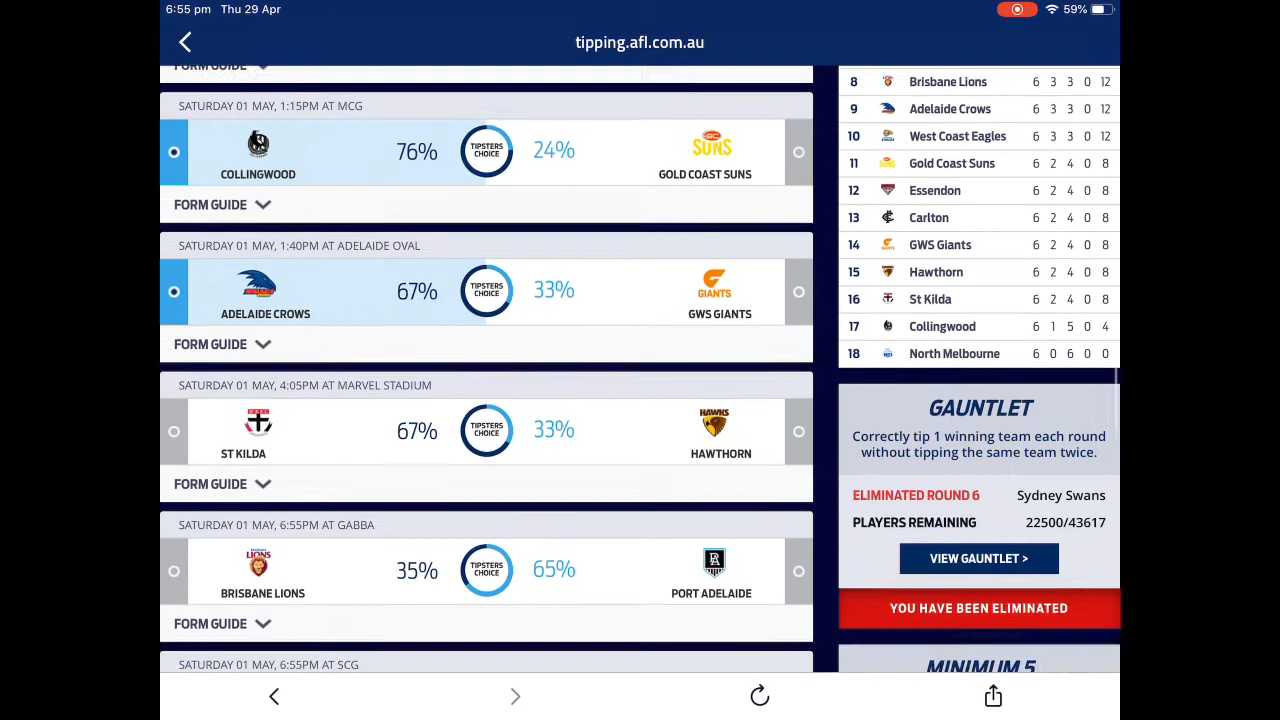 6:55 pm Thu 29 Apr
59%
tipping.afl.com.au
FORM GUIDE
SATURDAY 01 MAY, 1:15PM AT MCG
COLLINGWOOD
76%
TIPSTERS
CHOICE
24%
GC
SUNS
GOLD COAST SUNS
FORM GUIDE
SATURDAY 01 MAY, 1:40PM AT ADELAIDE OVAL
ADELAIDE CROWS
67%
TIPSTERS
CHOICE
33%
GIANTS
GWS GIANTS
FORM GUIDE
SATURDAY 01 MAY, 4:05PM AT MARVEL STADIUM
ST KILDA
67%
TIPSTERS
CHOICE
33%
HAWKS
HAWTHORN
FORM GUIDE
SATURDAY 01 MAY, 6:55PM AT GABBA
LIONS
BRISBANE LIONS
35%
TIPSTERS
CHOICE
65%
PA
PORT ADELAIDE
FORM GUIDE
SATURDAY 01 MAY, 6:55PM AT SCG
8 Brisbane Lions 6 3 3 0 12
9 Adelaide Crows 6 3 3 0 12
10 West Coast Eagles 6 3 3 0 12
11 Gold Coast Suns 6 2 4 0 8
12 Essendon 6 2 4 0 8
13 Carlton 6 2 4 0 8
14 GWS Giants 6 2 4 0 8
15 Hawthorn 6 2 4 0 8
16 St Kilda 6 2 4 0 8
17 Collingwood 6 1 5 0 4
18 North Melbourne 6 0 6 0 0
GAUNTLET
Correctly tip 1 winning team each round
without tipping the same team twice.
ELIMINATED ROUND 6 Sydney Swans
PLAYERS REMAINING 22500/43617
VIEW GAUNTLET >
YOU HAVE BEEN ELIMINATED
MINIMUM 5